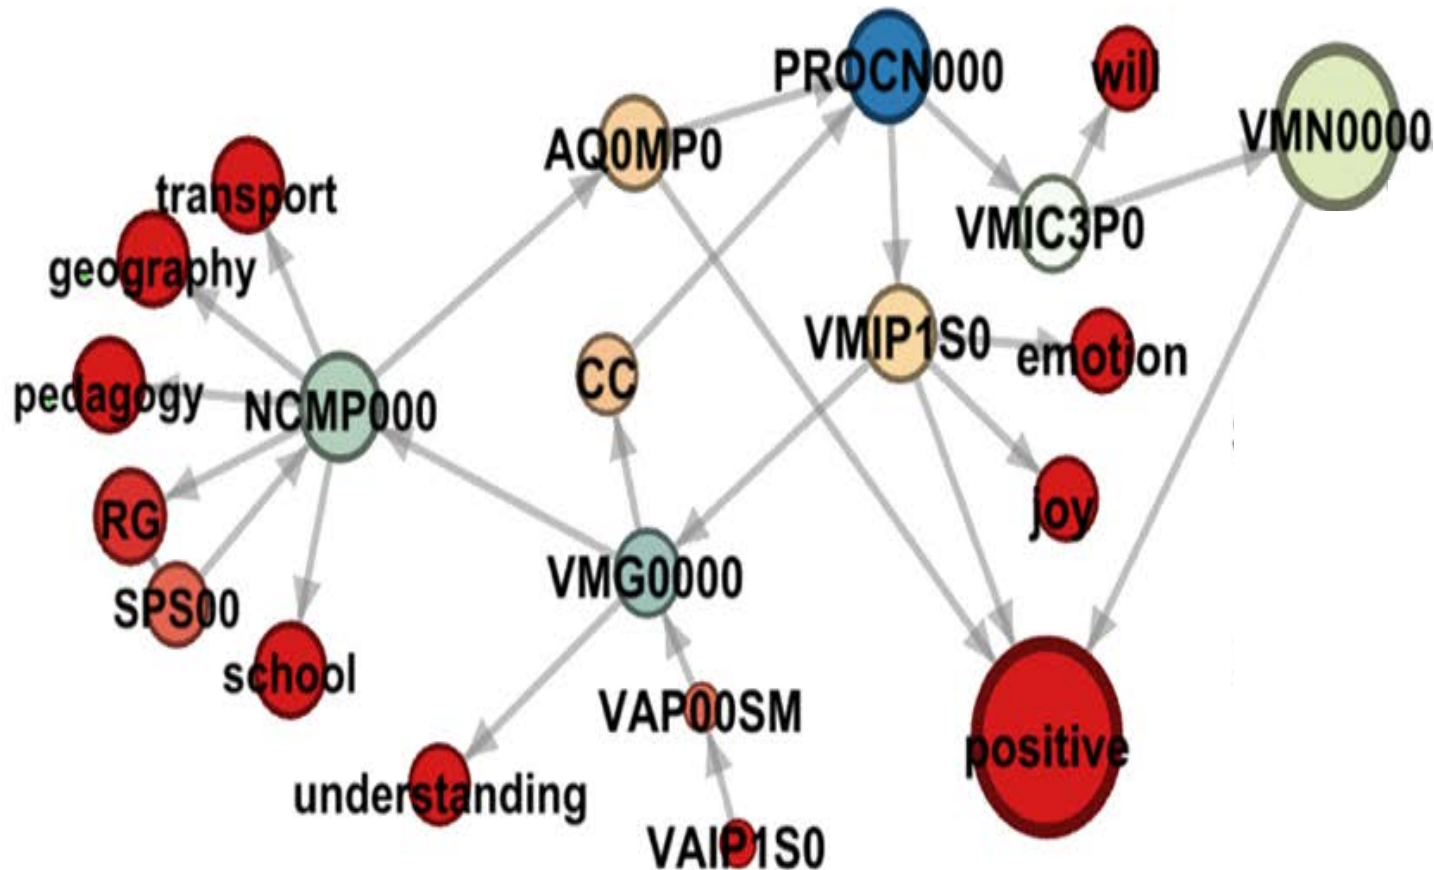 PROCN000
will
VMN0000
AQ0MP0
transport
VMIC3P0
geography
VMIP1S0
emotion
pedagogy
NCMP000
CC
RG
joy
VMG0000
SPS00
school
VAP00SM
positive
understanding
VAIP1S0